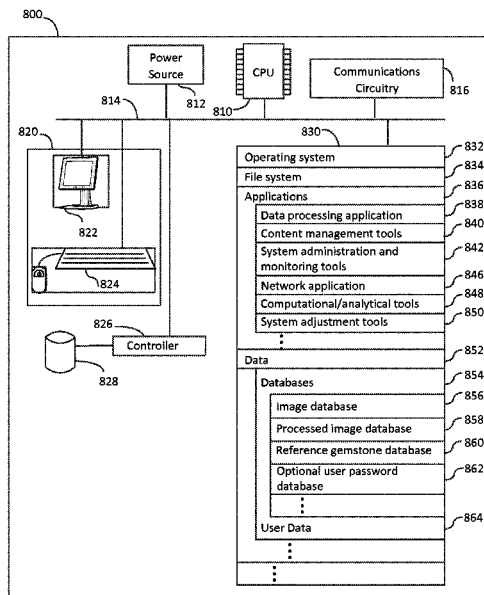 800
Power
Source
812
CPU
810
Communications
Circuitry
816
814
820
830
822
824
826
Controller
828
Operating system
832
File system
834
Applications
836
Data processing application
838
Content management tools
840
System administration and
monitoring tools
842
Network application
846
Computational/analytical tools
848
System adjustment tools
850
Data
852
Databases
854
Image database
856
Processed image database
858
Reference gemstone database
860
Optional user password
database
862
User Data
864